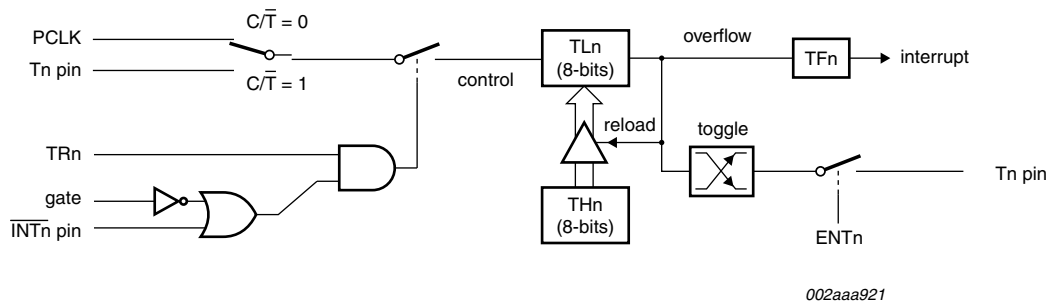 C/T̅ = 0
PCLK
Tn pin
C/T̅ = 1
control
TLn
(8-bits)
overflow
TFn
interrupt
reload
toggle
TRn
gate
I̅N̅T̅n̅ pin
THn
(8-bits)
Tn pin
ENTn
002aaa921